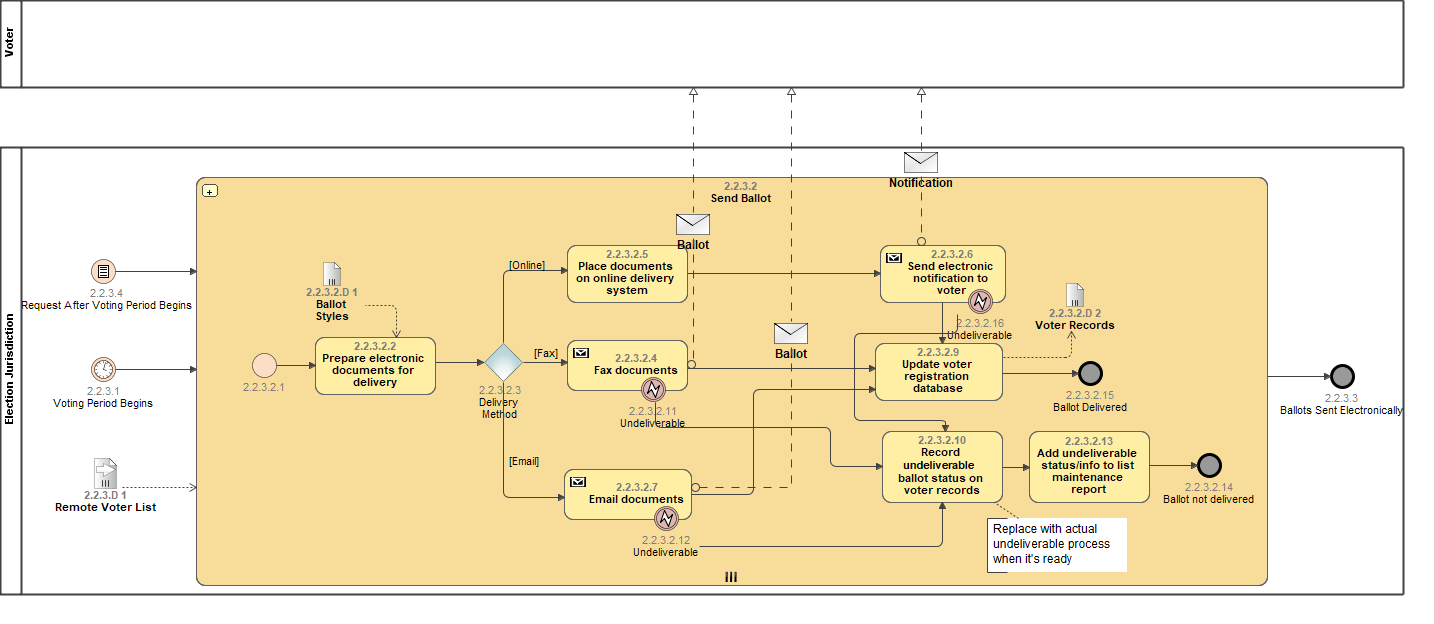 Voter
Election Jurisdiction
Notification
2.2.3.2
Send Ballot
Ballot
2.2.3.4
Request After Voting Period Begins
2.2.3.1
Voting Period Begins
2.2.3.D 1
Remote Voter List
2.2.3.2.D 1
Ballot
Styles
2.2.3.2.1
2.2.3.2.2
Prepare electronic
documents for
delivery
2.2.3.2.3
Delivery
Method
[Online]
[Fax]
[Email]
2.2.3.2.5
Place documents
on online delivery
system
2.2.3.2.4
Fax documents
2.2.3.2.11
Undeliverable
2.2.3.2.7
Email documents
2.2.3.2.12
Undeliverable
Ballot
2.2.3.2.6
Send electronic
notification to
voter
2.2.3.2.16
Undeliverable
2.2.3.2.D 2
Voter Records
2.2.3.2.9
Update voter
registration
database
2.2.3.2.15
Ballot Delivered
2.2.3.2.10
Record
undeliverable
ballot status on
voter records
2.2.3.2.13
Add undeliverable
status/info to list
maintenance
report
2.2.3.2.14
Ballot not delivered
Replace with actual
undeliverable process
when it's ready
2.2.3.3
Ballots Sent Electronically